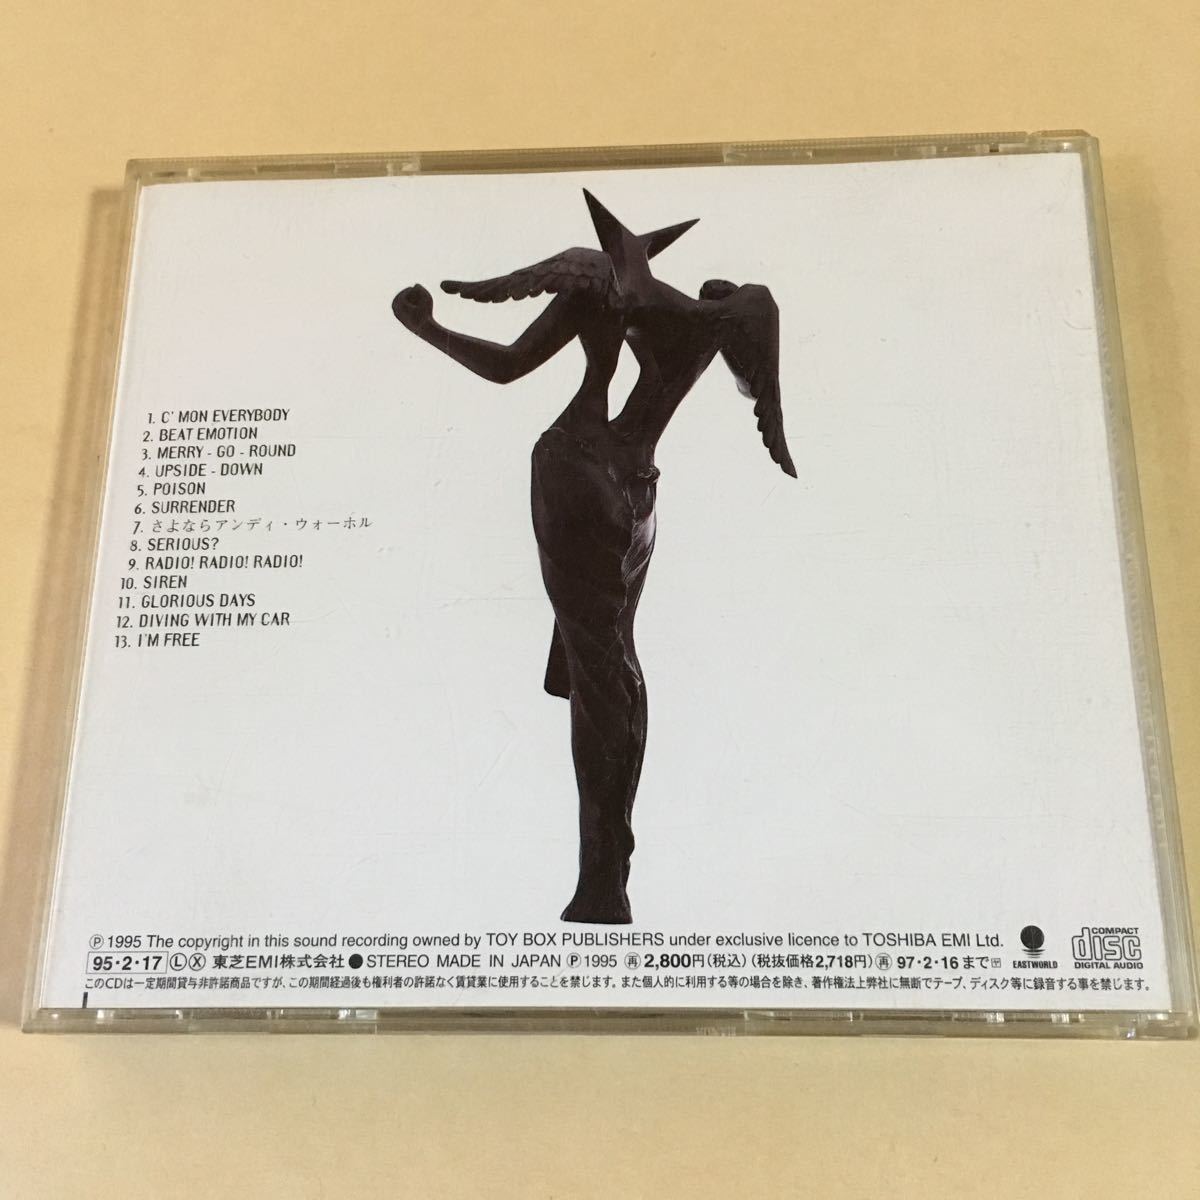 1. C' MON EVERYBODY
2. BEAT EMOTION
3. MERRY - GO - ROUND
4. UPSIDE - DOWN
5. POISON
6. SURRENDER
7. さよならアンディ・ウォーホル
8. SERIOUS?
9. RADIO! RADIO! RADIO!
10. SIREN
11. GLORIOUS DAYS
12. DIVING WITH MY CAR
13. I'M FREE
Ⓟ 1995 The copyright in this sound recording owned by TOY BOX PUBLISHERS under exclusive licence to TOSHIBA EMI Ltd.
95・2・17 Ⓛ Ⓧ 東芝EMI株式会社 ● STEREO MADE IN JAPAN Ⓟ 1995 ㊢ 2,800円(税込)(税抜価格2,718円) ㊢ 97・2・16まで
このCDは一定期間貸与非許諾商品ですが、この期間経過後も権利者の許諾なく賃貸業に使用することを禁じます。また個人的に利用する等の場合を除き、著作権法上弊社に無断でテープ、ディスク等に録音する事を禁じます。
EASTWORLD
COMPACT
disc
DIGITAL AUDIO